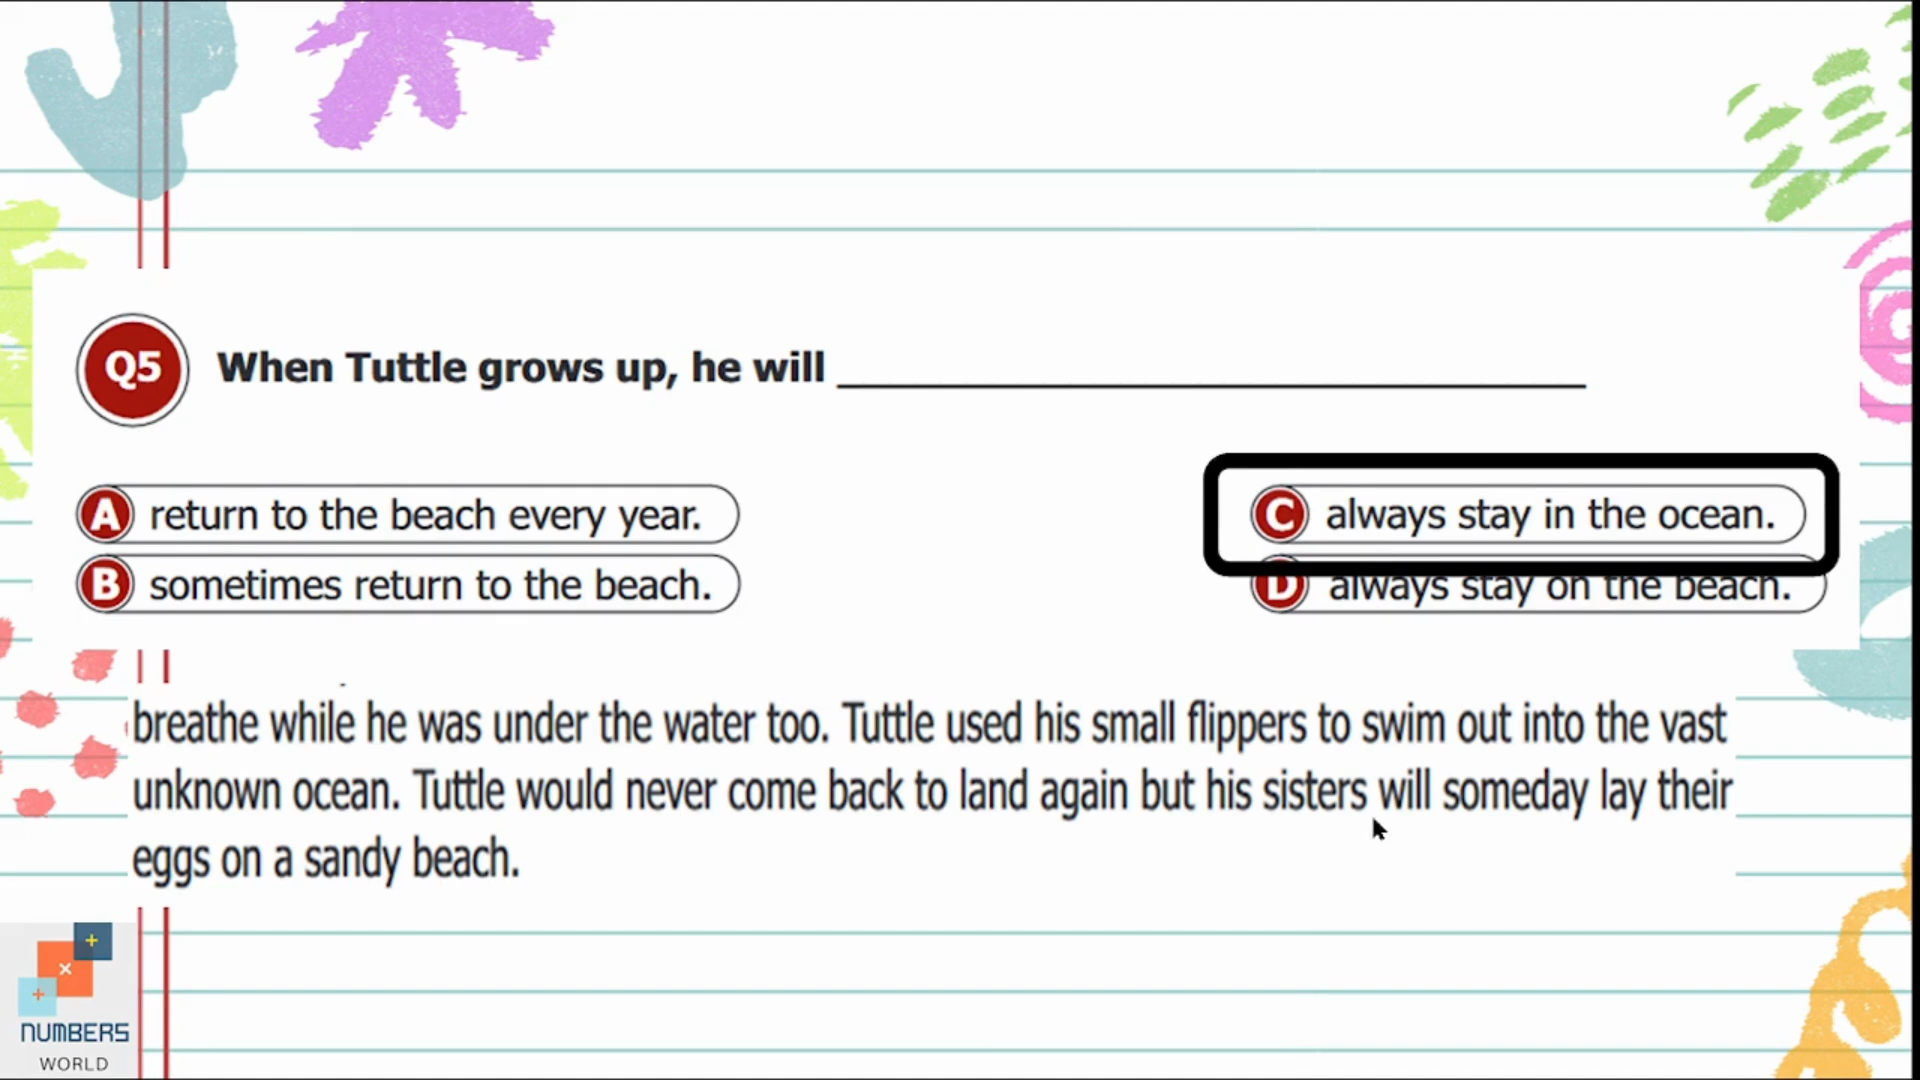 Q5 When Tuttle grows up, he will ____________________
A return to the beach every year.
B sometimes return to the beach.
C always stay in the ocean.
D always stay on the beach.
breathe while he was under the water too. Tuttle used his small flippers to swim out into the vast
unknown ocean. Tuttle would never come back to land again but his sisters will someday lay their
eggs on a sandy beach.
+
×
+
NUMBERS
WORLD